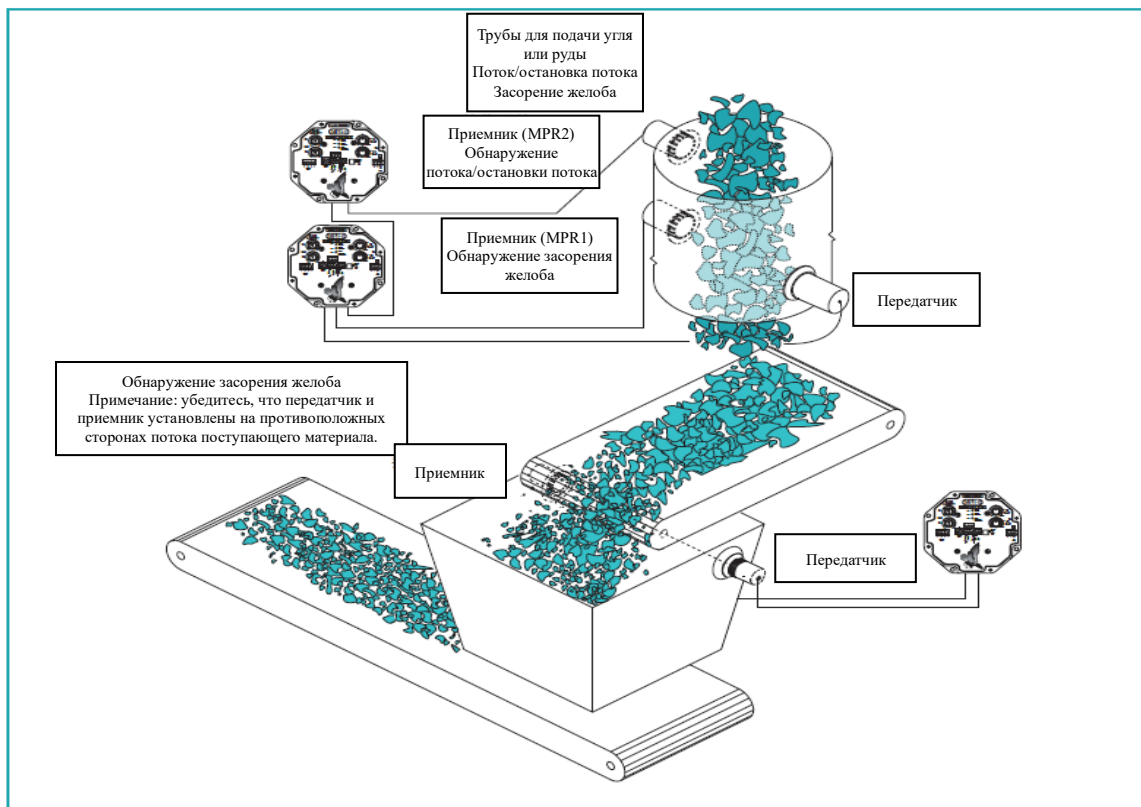 Трубы для подачи угля
или руды
Поток/остановка потока
Засорение желоба
Приемник (MPR2)
Обнаружение
потока/остановки потока
Приемник (MPR1)
Обнаружение засорения
желоба
Передатчик
Обнаружение засорения желоба
Примечание: убедитесь, что передатчик и
приемник установлены на противоположных
сторонах потока поступающего материала.
Приемник
Передатчик